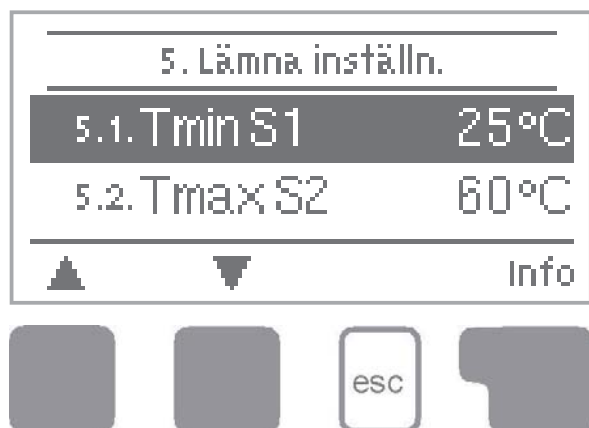 5. Lämna inställn.
5.1. Tmin S1 25°C
5.2. Tmax S2 60°C
▲ ▼ Info
esc